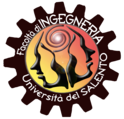 Facoltà di INGEGNERIA
Università del SALENTO